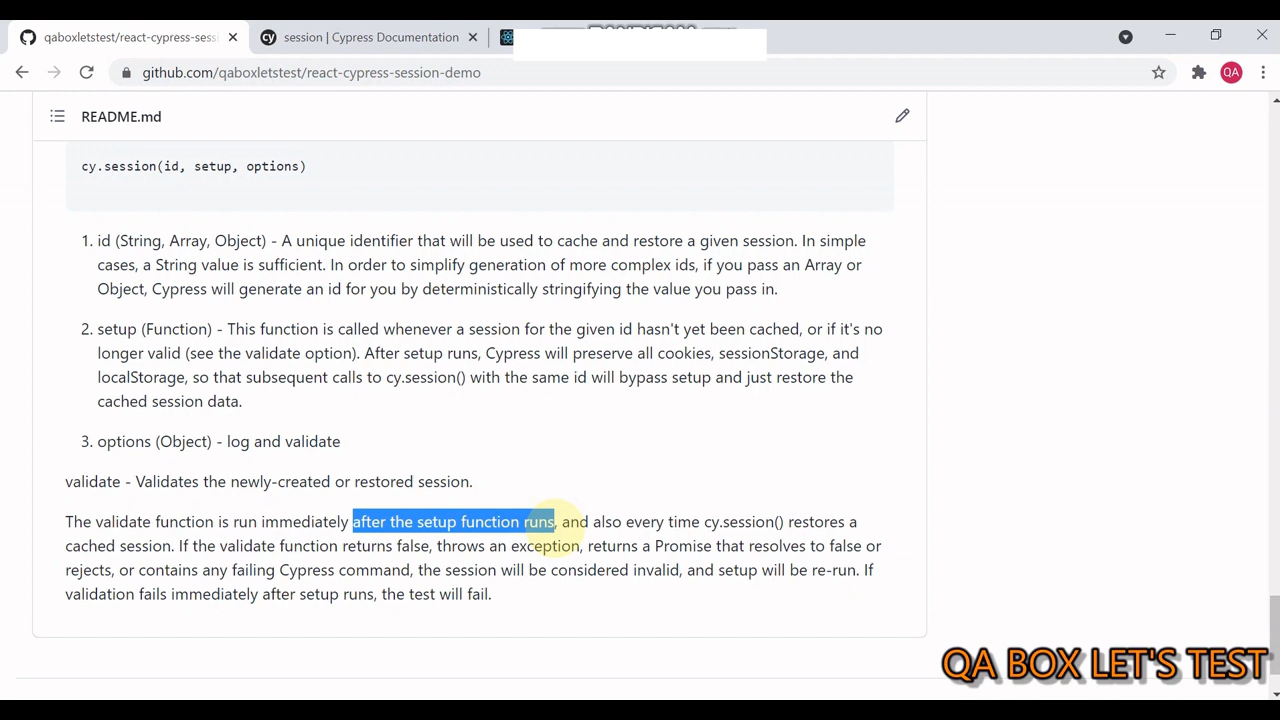 qaboxletstest/react-cypress-sess
session | Cypress Documentation
github.com/qaboxletstest/react-cypress-session-demo
QA
README.md
cy.session(id, setup, options)
1. id (String, Array, Object) - A unique identifier that will be used to cache and restore a given session. In simple
cases, a String value is sufficient. In order to simplify generation of more complex ids, if you pass an Array or
Object, Cypress will generate an id for you by deterministically stringifying the value you pass in.
2. setup (Function) - This function is called whenever a session for the given id hasn't yet been cached, or if it's no
longer valid (see the validate option). After setup runs, Cypress will preserve all cookies, sessionStorage, and
localStorage, so that subsequent calls to cy.session() with the same id will bypass setup and just restore the
cached session data.
3. options (Object) - log and validate
validate - Validates the newly-created or restored session.
The validate function is run immediately after the setup function runs, and also every time cy.session() restores a
cached session. If the validate function returns false, throws an exception, returns a Promise that resolves to false or
rejects, or contains any failing Cypress command, the session will be considered invalid, and setup will be re-run. If
validation fails immediately after setup runs, the test will fail.
QA BOX LET'S TEST